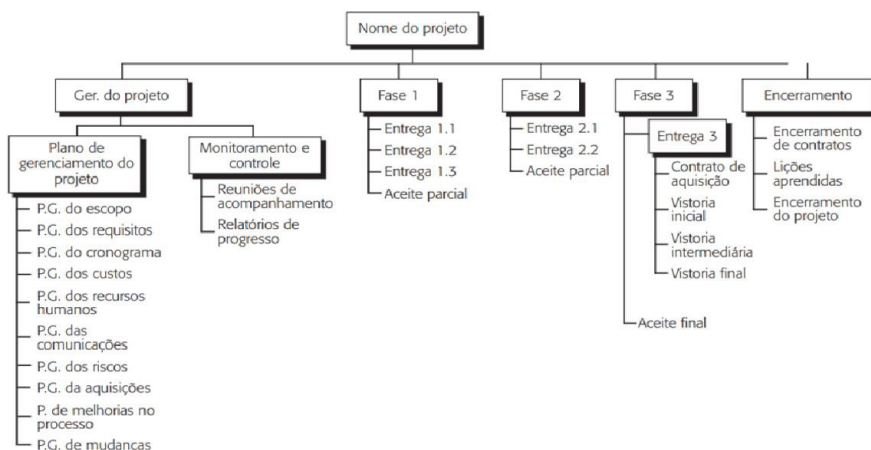 Nome do projeto
Ger. do projeto
Plano de
gerenciamento do
projeto
P.G. do escopo
P.G. dos requisitos
P.G. do cronograma
P.G. dos custos
P.G. dos recursos
humanos
P.G. das
comunicações
P.G. dos riscos
P.G. da aquisições
P. de melhorias no
processo
P.G. de mudanças
Monitoramento e
controle
Reuniões de
acompanhamento
Relatórios de
progresso
Fase 1
Entrega 1.1
Entrega 1.2
Entrega 1.3
Aceite parcial
Fase 2
Entrega 2.1
Entrega 2.2
Aceite parcial
Fase 3
Entrega 3
Contrato de
aquisição
Vistoria
inicial
Vistoria
intermediária
Vistoria final
Aceite final
Encerramento
Encerramento
de contratos
Lições
aprendidas
Encerramento
do projeto